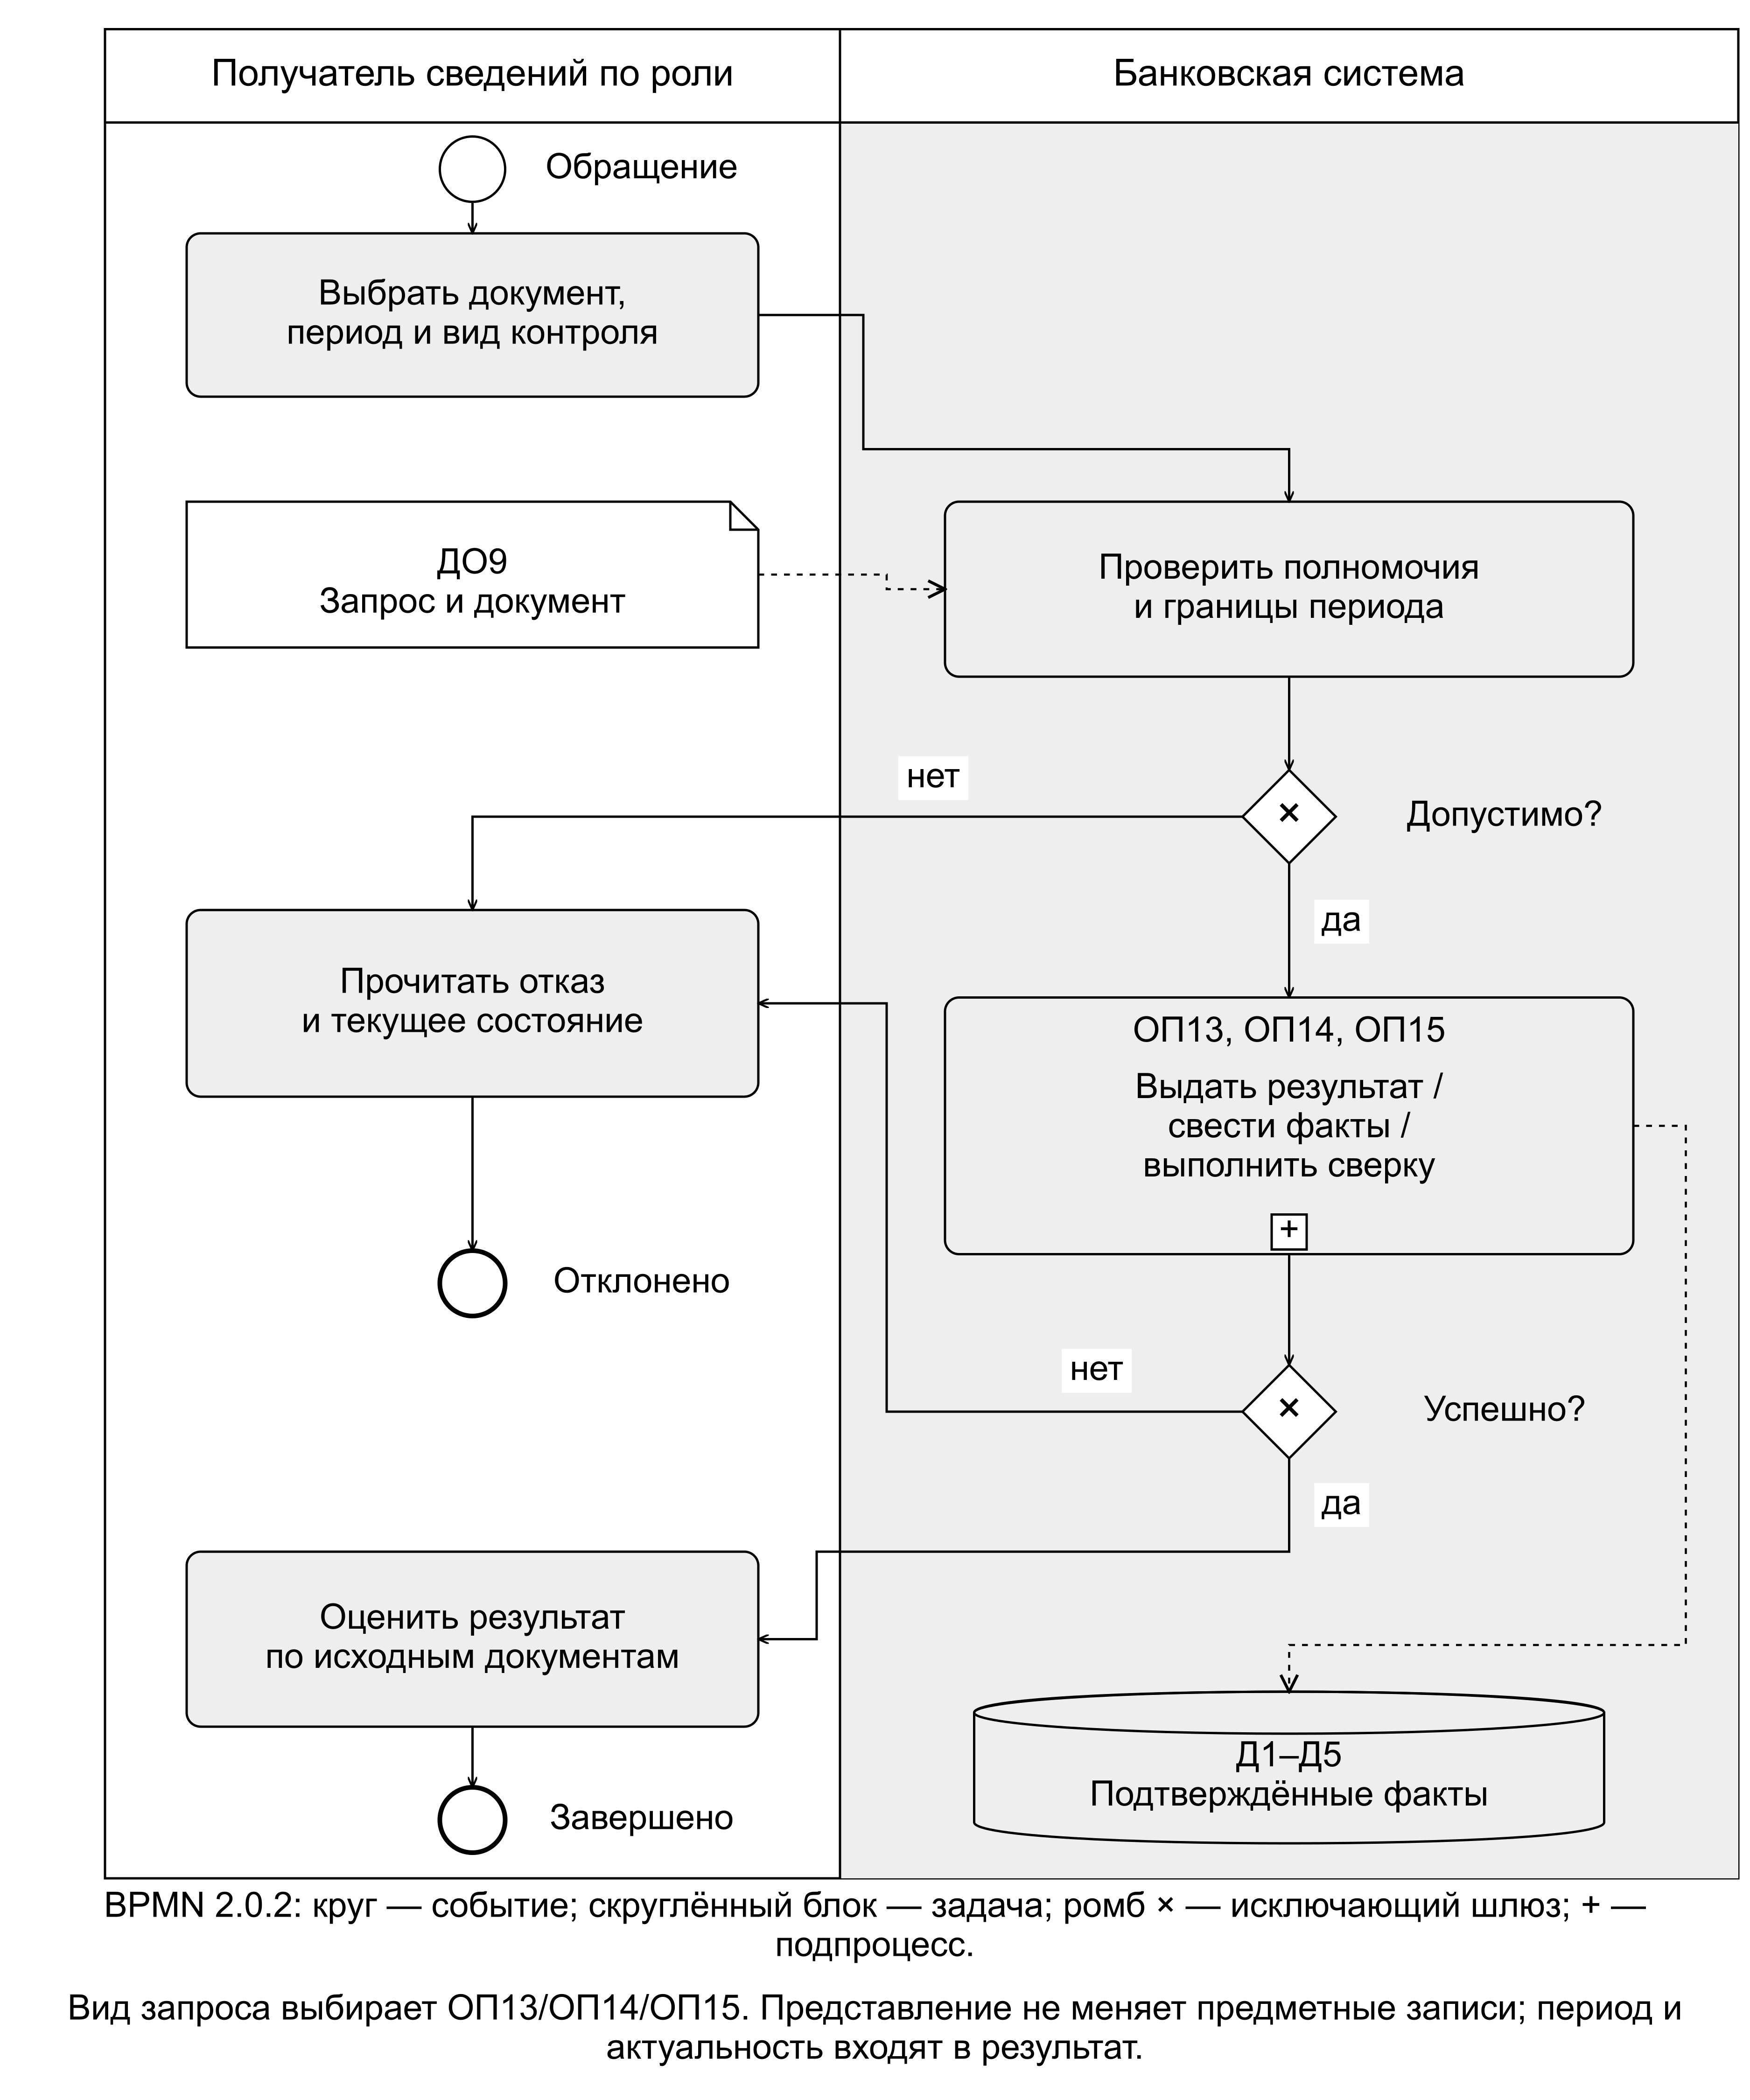 Получатель сведений по роли
Банковская система
Обращение
Выбрать документ,
период и вид контроля
ДО9
Запрос и документ
Проверить полномочия
и границы периода
нет
Допустимо?
да
Прочитать отказ
и текущее состояние
ОП13, ОП14, ОП15
Выдать результат /
свести факты /
выполнить сверку
+
Отклонено
нет
Успешно?
да
Оценить результат
по исходным документам
Д1–Д5
Подтверждённые факты
Завершено
BPMN 2.0.2: круг — событие; скруглённый блок — задача; ромб × — исключающий шлюз; + —
подпроцесс.
Вид запроса выбирает ОП13/ОП14/ОП15. Представление не меняет предметные записи; период и
актуальность входят в результат.